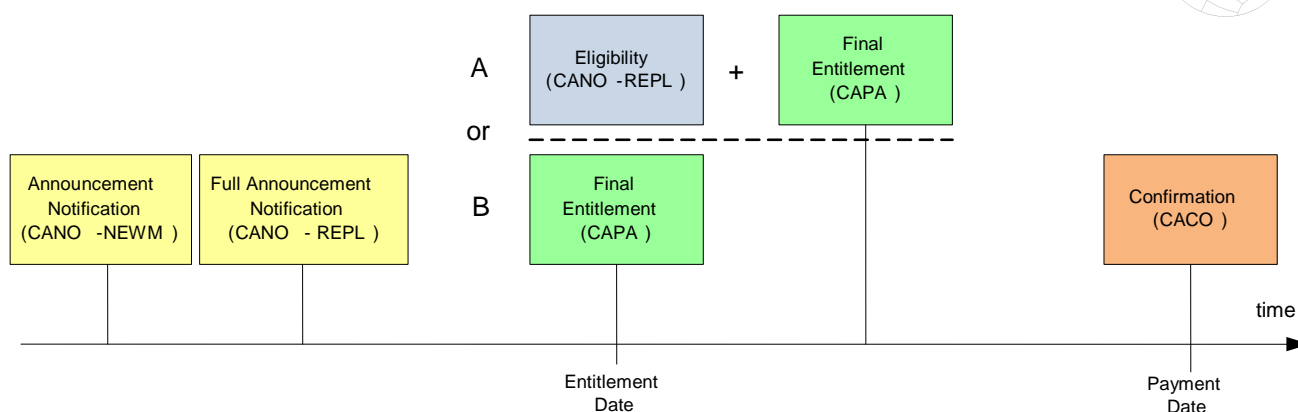 A
Eligibility
(CANO -REPL )
+
Final
Entitlement
(CAPA )
or
Announcement
Notification
(CANO -NEWM )
Full Announcement
Notification
(CANO - REPL )
B
Final
Entitlement
(CAPA )
Confirmation
(CACO )
time
Entitlement
Date
Payment
Date